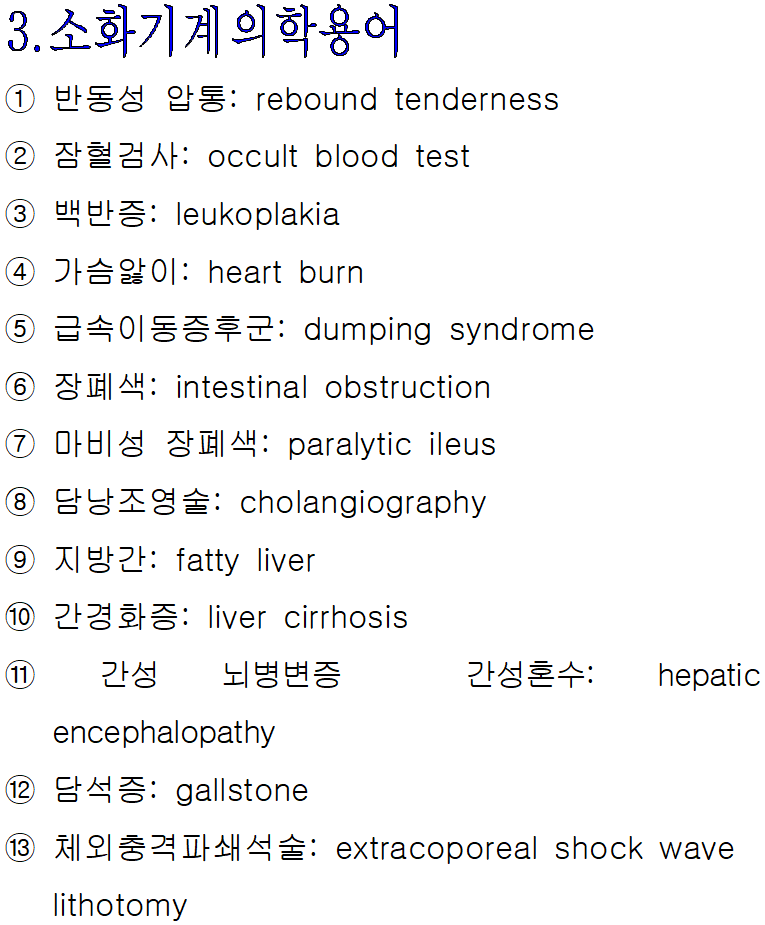 3.소화기계의학용어
① 반동성 압통: rebound tenderness
② 잠혈검사: occult blood test
③ 백반증: leukoplakia
④ 가슴앓이: heart burn
⑤ 급속이동증후군: dumping syndrome
⑥ 장폐색: intestinal obstruction
⑦ 마비성 장폐색: paralytic ileus
⑧ 담낭조영술: cholangiography
⑨ 지방간: fatty liver
⑩ 간경화증: liver cirrhosis
⑪ 간성 뇌병변증 간성혼수: hepatic
encephalopathy
⑫ 담석증: gallstone
⑬ 체외충격파쇄석술: extracoporeal shock wave
lithotomy